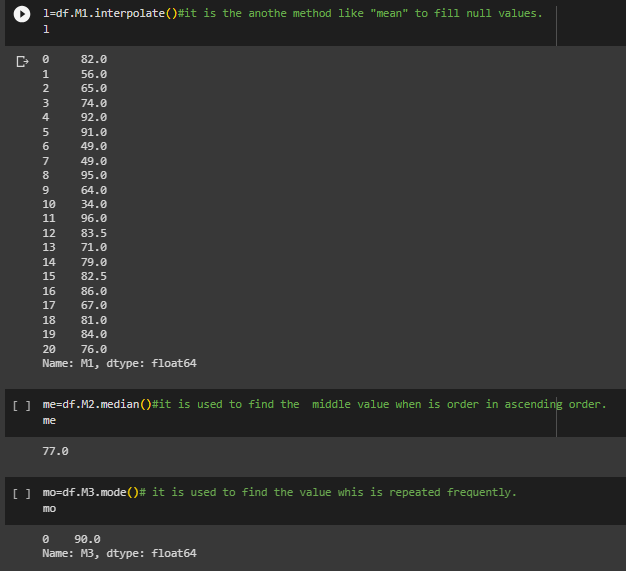 l=df.M1.interpolate()#it is the anothe method like "mean" to fill null values.
l
0 82.0
1 56.0
2 65.0
3 74.0
4 92.0
5 91.0
6 49.0
7 49.0
8 95.0
9 64.0
10 34.0
11 96.0
12 83.5
13 71.0
14 79.0
15 82.5
16 86.0
17 67.0
18 81.0
19 84.0
20 76.0
Name: M1, dtype: float64
[ ] me=df.M2.median()#it is used to find the  middle value when is order in ascending order.
me
77.0
[ ] mo=df.M3.mode()# it is used to find the value whis is repeated frequently.
mo
0 90.0
Name: M3, dtype: float64